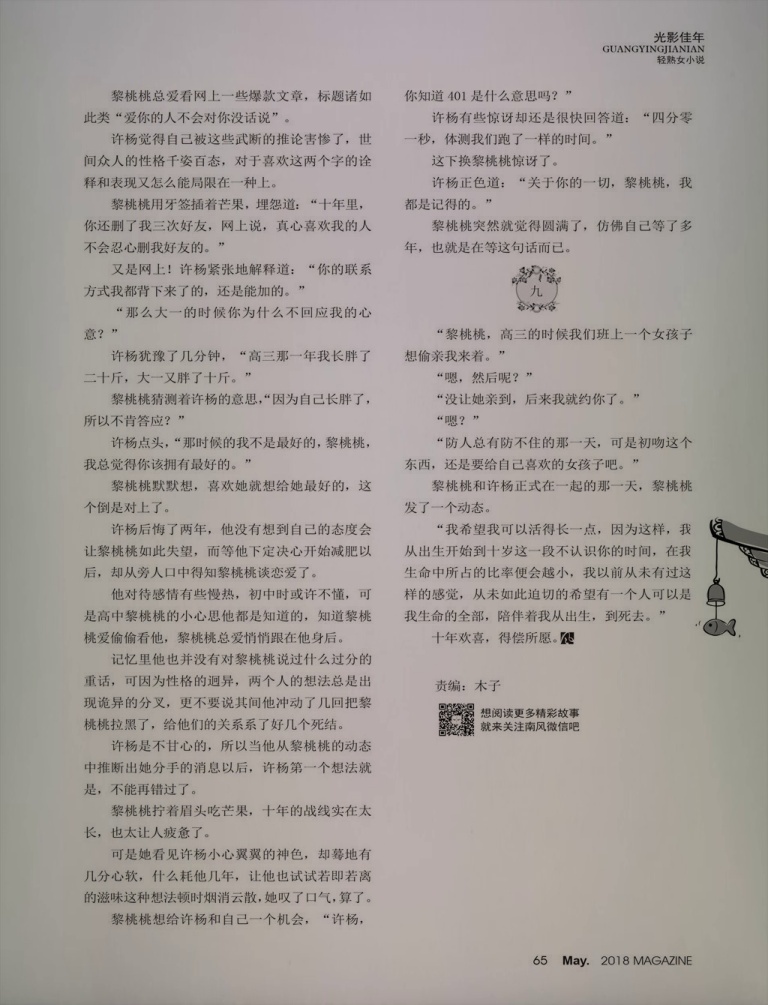 光影佳年
GUANGYINGJIANIAN
轻熟女小说
黎桃桃总爱看网上一些爆款文章，标题诸如
此类“爱你的人不会对你没话说”。
许杨觉得自己被这些武断的推论害惨了，世
间众人的性格千姿百态，对于喜欢这两个字的诠
释和表现又怎么能局限在一种上。
黎桃桃用牙签插着芒果，埋怨道：“十年里，
你还删了我三次好友，网上说，真心喜欢我的人
不会忍心删我好友的。”
又是网上！许杨紧张地解释道：“你的联系
方式我都背下来了的，还是能加的。”
“那么大一的时候你为什么不回应我的心
意？”
许杨犹豫了几分钟，“高三那一年我长胖了
二十斤，大一又胖了十斤。”
黎桃桃猜测着许杨的意思，“因为自己长胖了，
所以不肯答应？”
许杨点头，“那时候的我不是最好的，黎桃桃，
我总觉得你该拥有最好的。”
黎桃桃默默想，喜欢她就想给她最好的，这
个倒是对上了。
许杨后悔了两年，他没有想到自己的态度会
让黎桃桃如此失望，而等他下定决心开始减肥以
后，却从旁人口中得知黎桃桃谈恋爱了。
他对待感情有些慢热，初中时或许不懂，可
是高中黎桃桃的小心思他都是知道的，知道黎桃
桃爱偷偷看他，黎桃桃总爱悄悄跟在他身后。
记忆里他也并没有对黎桃桃说过什么过分的
重话，可因为性格的迥异，两个人的想法总是出
现诡异的分叉，更不要说其间他冲动了几回把黎
桃桃拉黑了，给他们的关系系了好几个死结。
许杨是不甘心的，所以当他从黎桃桃的动态
中推断出她分手的消息以后，许杨第一个想法就
是，不能再错过了。
黎桃桃拧着眉头吃芒果，十年的战线实在太
长，也太让人疲惫了。
可是她看见许杨小心翼翼的神色，却蓦地有
几分心软，什么耗他几年，让他也试试若即若离
的滋味这种想法顿时烟消云散，她叹了口气，算了。
黎桃桃想给许杨和自己一个机会，“许杨，
你知道 401 是什么意思吗？”
许杨有些惊讶却还是很快回答道：“四分零
一秒，体测我们跑了一样的时间。”
这下换黎桃桃惊讶了。
许杨正色道：“关于你的一切，黎桃桃，我
都是记得的。”
黎桃桃突然就觉得圆满了，仿佛自己等了多
年，也就是在等这句话而已。
九
“黎桃桃，高三的时候我们班上一个女孩子
想偷亲我来着。”
“嗯，然后呢？”
“没让她亲到，后来我就约你了。”
“嗯？”
“防人总有防不住的那一天，可是初吻这个
东西，还是要给自己喜欢的女孩子吧。”
黎桃桃和许杨正式在一起的那一天，黎桃桃
发了一个动态。
“我希望我可以活得长一点，因为这样，我
从出生开始到十岁这一段不认识你的时间，在我
生命中所占的比率便会越小，我以前从未有过这
样的感觉，从未如此迫切的希望有一个人可以是
我生命的全部，陪伴着我从出生，到死去。”
十年欢喜，得偿所愿。
责编：木子
想阅读更多精彩故事
就来关注南风微信吧
65 May. 2018 MAGAZINE